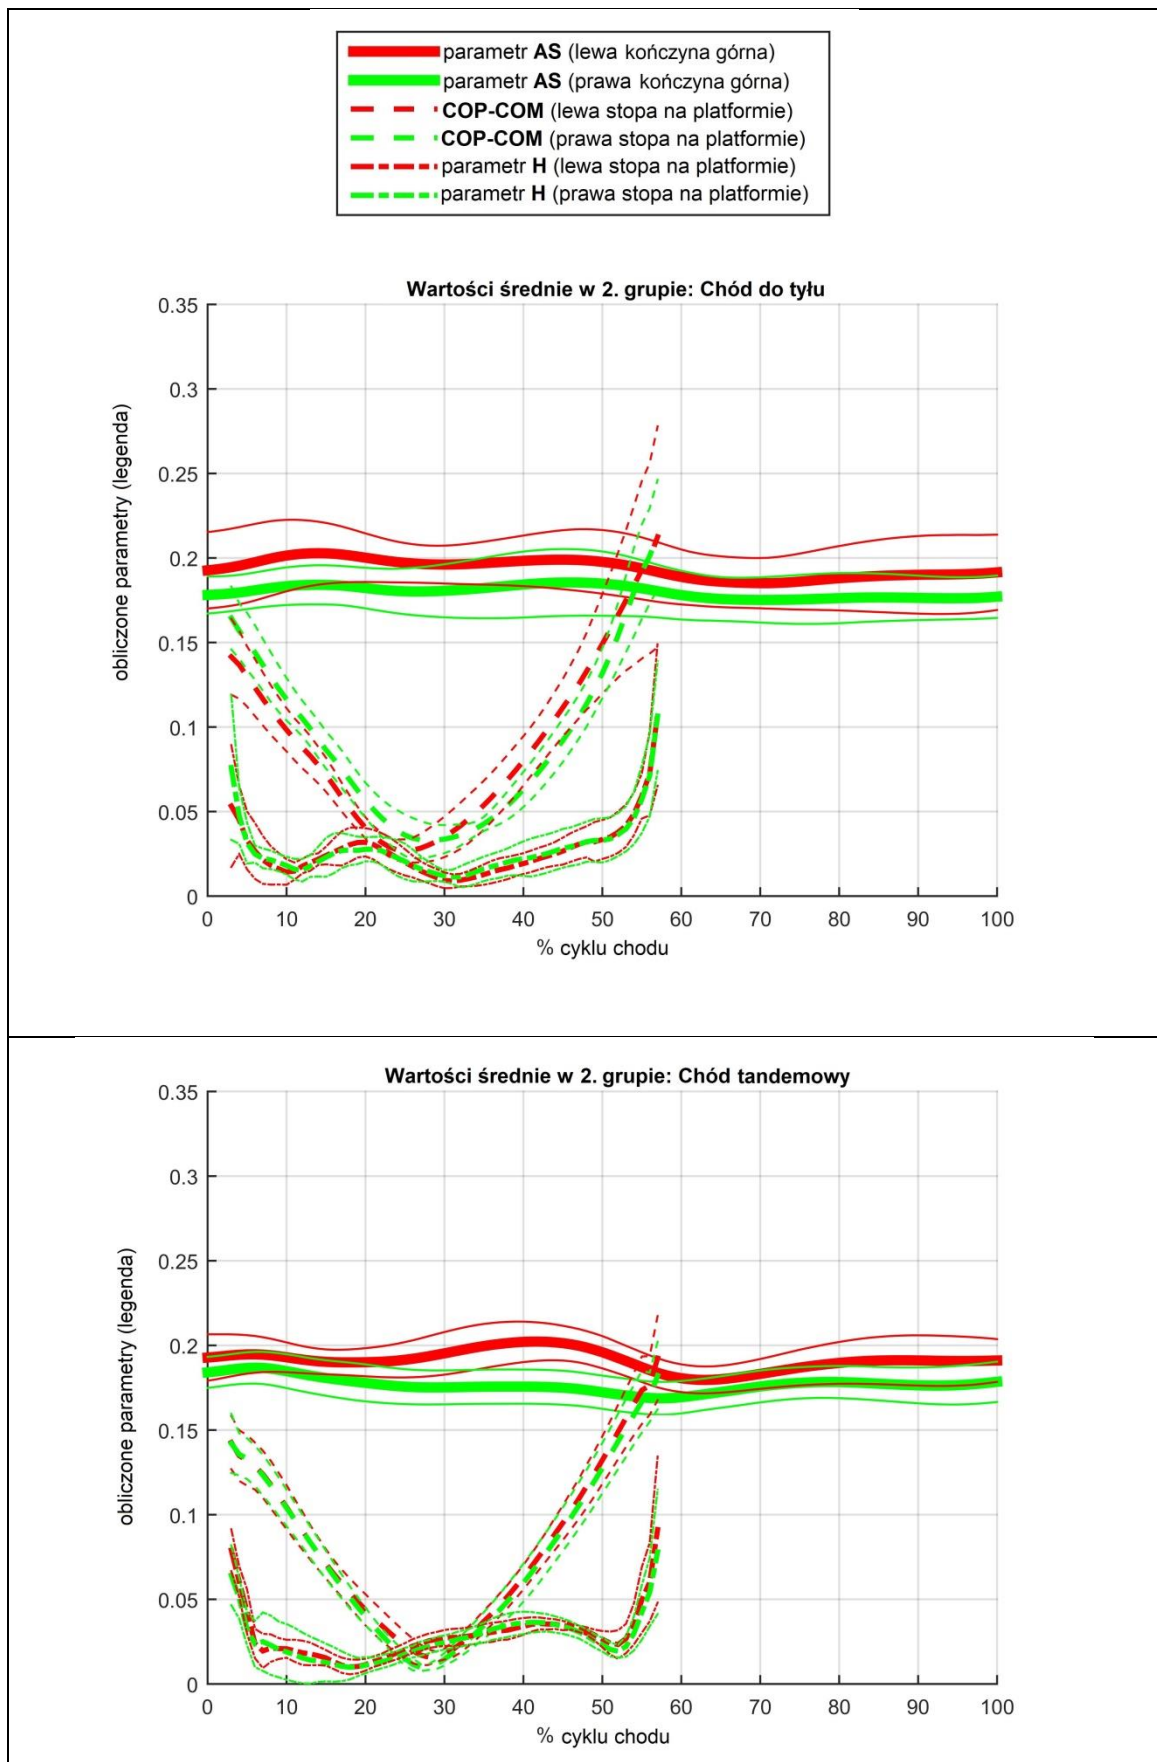 parametr AS (lewa kończyna górna)
parametr AS (prawa kończyna górna)
COP-COM (lewa stopa na platformie)
COP-COM (prawa stopa na platformie)
parametr H (lewa stopa na platformie)
parametr H (prawa stopa na platformie)
Wartości średnie w 2. grupie: Chód do tyłu
obliczone parametry (legenda)
0.35
0.3
0.25
0.2
0.15
0.1
0.05
0
0 10 20 30 40 50 60 70 80 90 100
% cyklu chodu
Wartości średnie w 2. grupie: Chód tandemowy
obliczone parametry (legenda)
0.35
0.3
0.25
0.2
0.15
0.1
0.05
0
0 10 20 30 40 50 60 70 80 90 100
% cyklu chodu